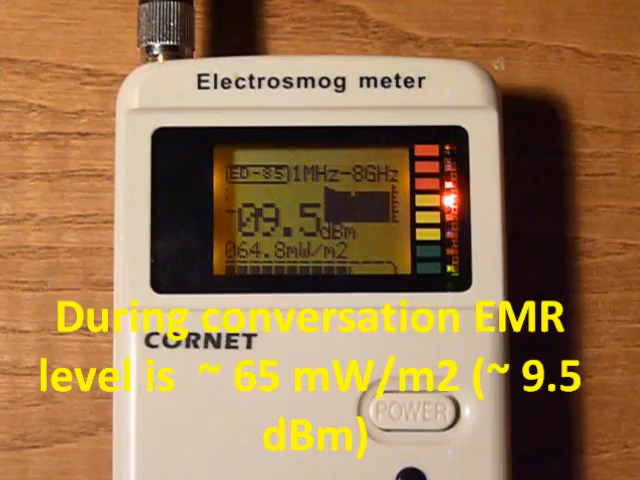 Electrosmog meter
ED-85 1MHz-8GHz
-09.5dBm
064.8mW/m2
During conversation EMR
CORNET
level is ~ 65 mW/m2 (~ 9.5
POWER
dBm)